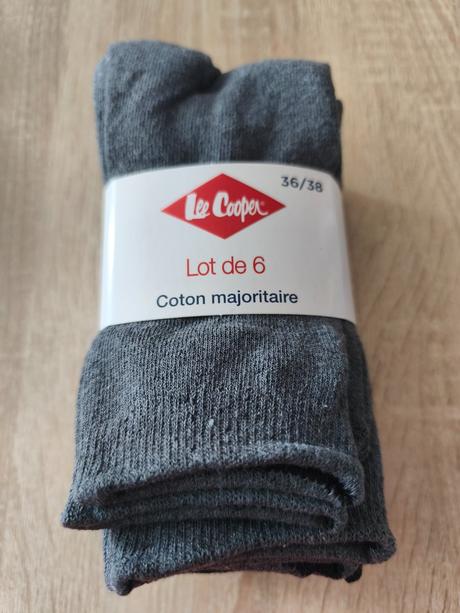 36/38
Lee Cooper
Lot de 6
Coton majoritaire